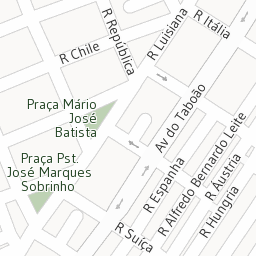 R República
R Chile
R Luisiana
R Itália
Praça Mário
José
Batista
Av do Taboão
Praça Pst.
José Marques
Sobrinho
R Espanha
R Alfredo Bernardo Leite
R Austria
R Hungria
R Suíça